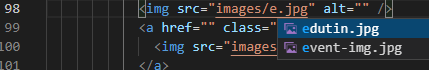 98 <img src="images/e.jpg" alt="" />
99 <a href="" class=" edutin.jpg
100 <img src="images event-img.jpg
101 </a>